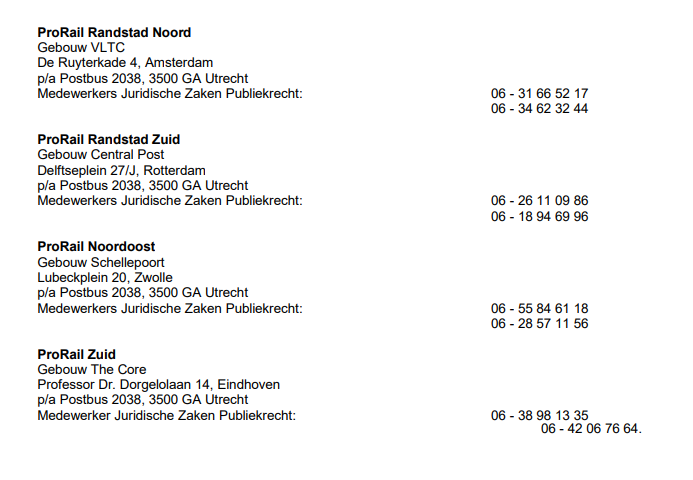 ProRail Randstad Noord
Gebouw VLTC
De Ruyterkade 4, Amsterdam
p/a Postbus 2038, 3500 GA Utrecht
Medewerkers Juridische Zaken Publiekrecht: 06 - 31 66 52 17
06 - 34 62 32 44
ProRail Randstad Zuid
Gebouw Central Post
Delftseplein 27/J, Rotterdam
p/a Postbus 2038, 3500 GA Utrecht
Medewerkers Juridische Zaken Publiekrecht: 06 - 26 11 09 86
06 - 18 94 69 96
ProRail Noordoost
Gebouw Schellepoort
Lubeckplein 20, Zwolle
p/a Postbus 2038, 3500 GA Utrecht
Medewerkers Juridische Zaken Publiekrecht: 06 - 55 84 61 18
06 - 28 57 11 56
ProRail Zuid
Gebouw The Core
Professor Dr. Dorgelolaan 14, Eindhoven
p/a Postbus 2038, 3500 GA Utrecht
Medewerker Juridische Zaken Publiekrecht: 06 - 38 98 13 35
06 - 42 06 76 64.